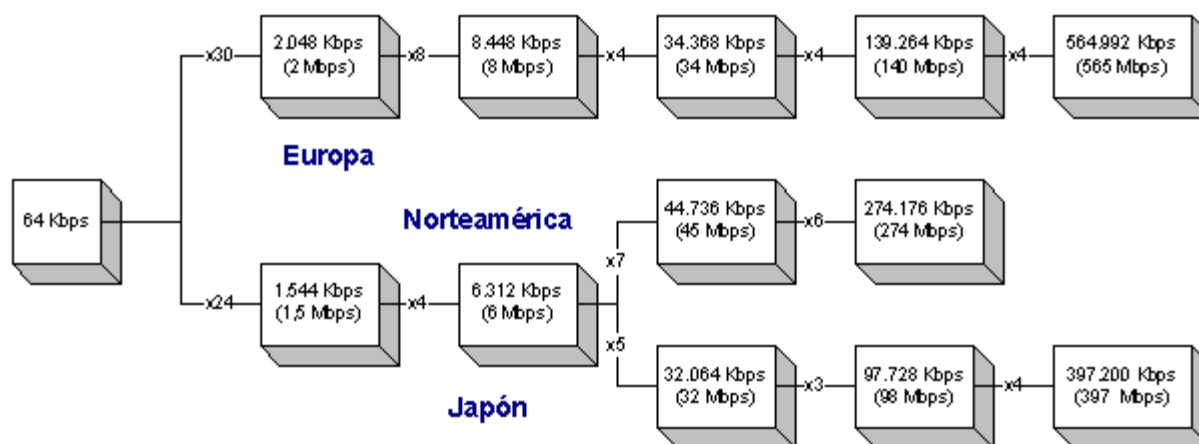 x30
2.048 Kbps
(2 Mbps)
x8
8.448 Kbps
(8 Mbps)
x4
34.368 Kbps
(34 Mbps)
x4
139.264 Kbps
(140 Mbps)
x4
564.992 Kbps
(565 Mbps)
Europa
64 Kbps
Norteamérica
44.736 Kbps
(45 Mbps)
x6
274.176 Kbps
(274 Mbps)
x7
x24
1.544 Kbps
(1,5 Mbps)
x4
6.312 Kbps
(6 Mbps)
x5
Japón
32.064 Kbps
(32 Mbps)
x3
97.728 Kbps
(98 Mbps)
x4
397.200 Kbps
(397 Mbps)